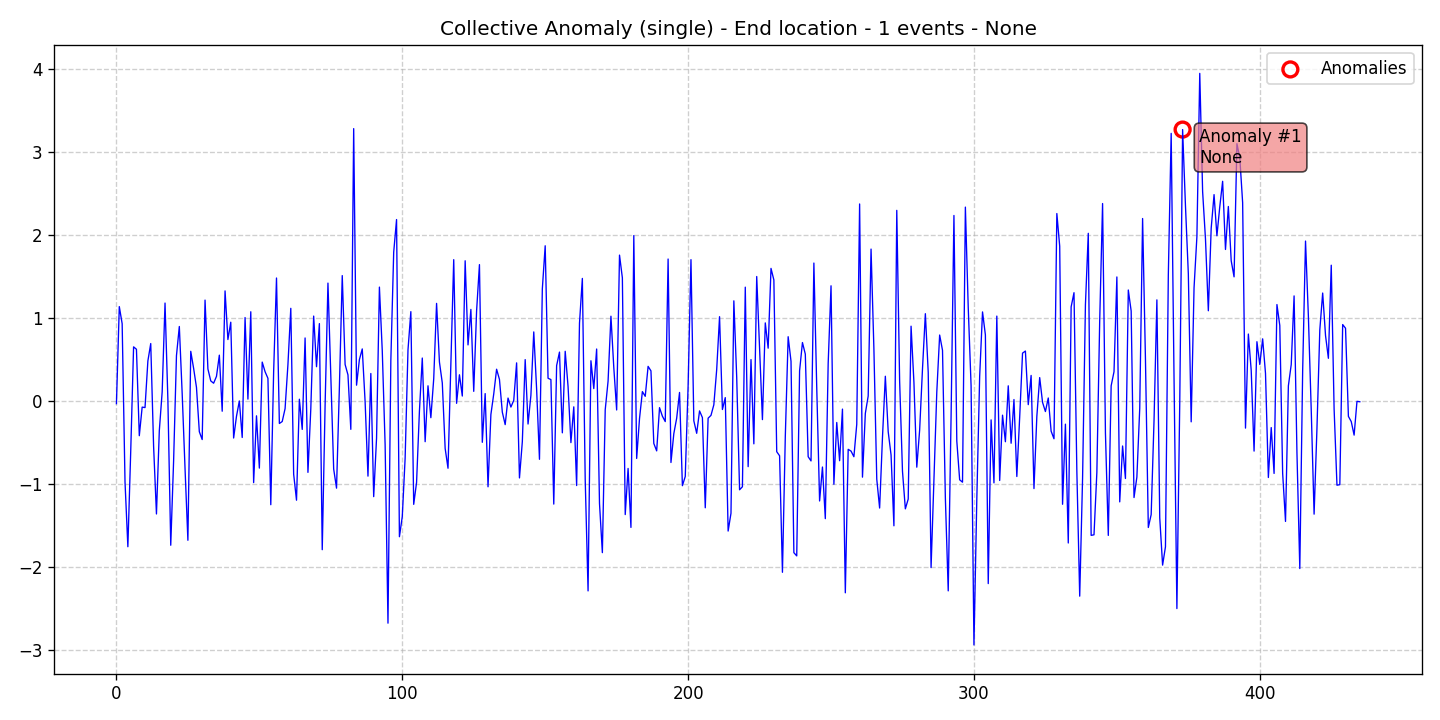 Collective Anomaly (single) - End location - 1 events - None
Anomalies
Anomaly #1
None
4
3
2
1
0
−1
−2
−3
0 100 200 300 400